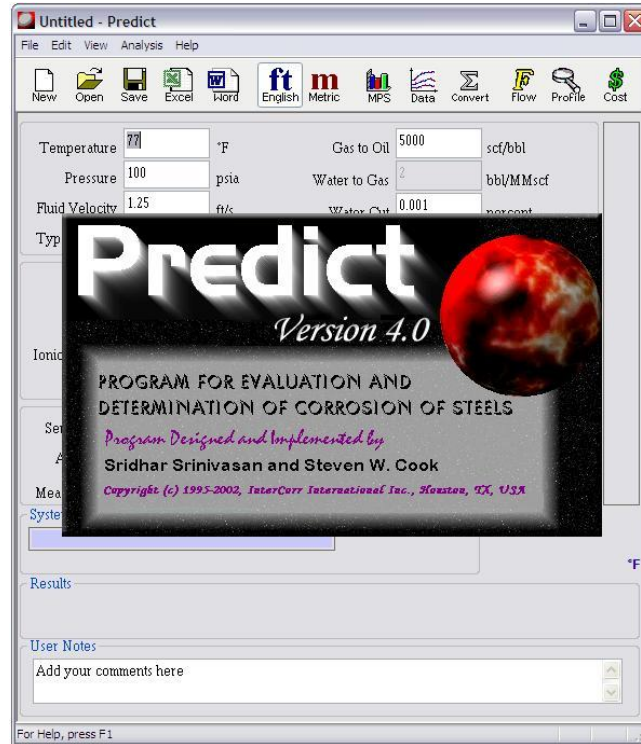 Untitled - Predict
File Edit View Analysis Help
New Open Save Excel Word English Metric MPS Data Convert Flow Profile Cost
ft m
Temperature 77 °F Gas to Oil 5000 scf/bbl
Pressure 100 psia Water to Gas 2 bbl/MMscf
Fluid Velocity 1.25 ft/s Water Cut 0.001 percent
Typ
Predict
Version 4.0
Ionic
PROGRAM FOR EVALUATION AND
DETERMINATION OF CORROSION OF STEELS
Program Designed and Implemented by
Sridhar Srinivasan and Steven W. Cook
Copyright (c) 1995-2002, InterCorr International Inc., Houston, TX, USA
Mea
Syste
°F
Results
User Notes
Add your comments here
For Help, press F1